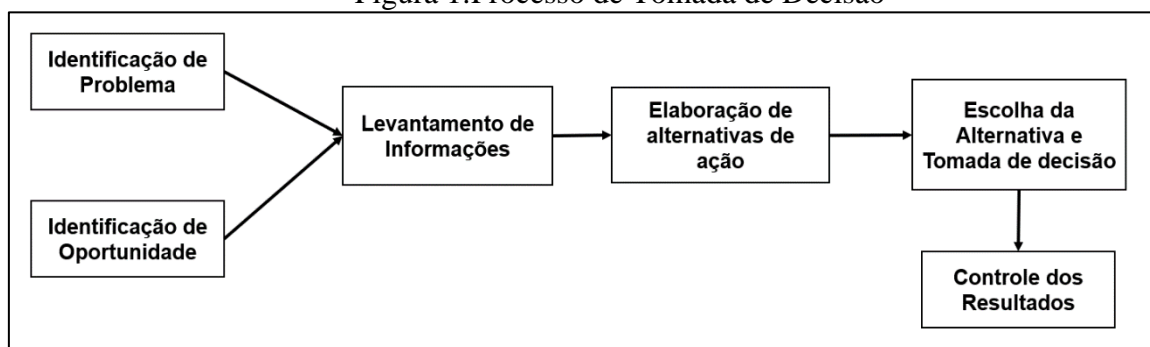 Figura 1.Processo de Tomada de Decisão
Identificação de
Problema
Identificação de
Oportunidade
Levantamento de
Informações
Elaboração de
alternativas de
ação
Escolha da
Alternativa e
Tomada de decisão
Controle dos
Resultados